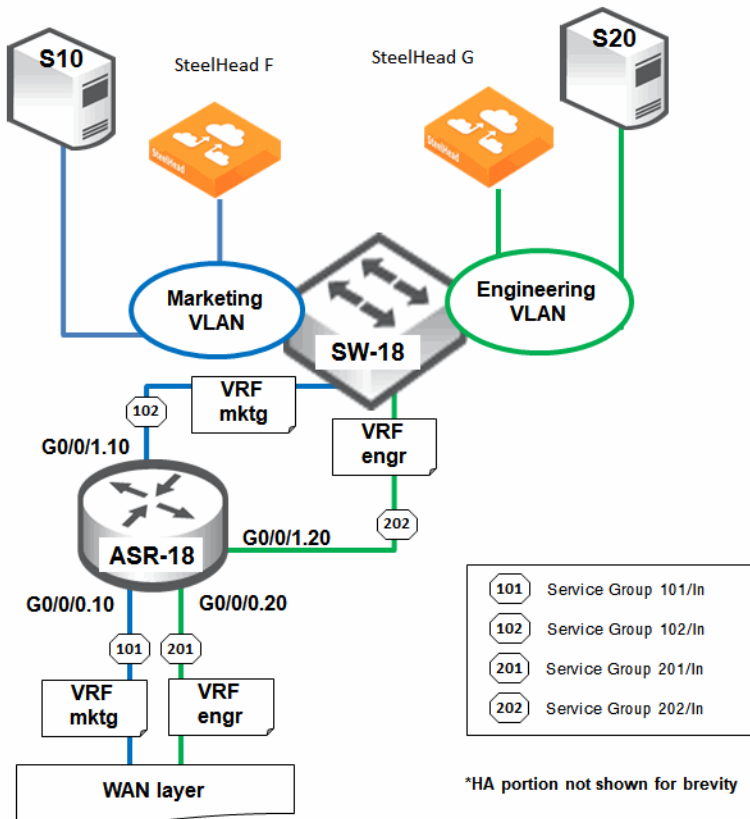 S10
SteelHead F
SteelHead G
S20
SteelHead
SteelHead
Marketing
VLAN
Engineering
VLAN
SW-18
VRF
mktg
102
G0/0/1.10
VRF
engr
202
G0/0/1.20
ASR-18
G0/0/0.10
G0/0/0.20
101
201
VRF
mktg
VRF
engr
WAN layer
101 Service Group 101/In
102 Service Group 102/In
201 Service Group 201/In
202 Service Group 202/In
*HA portion not shown for brevity